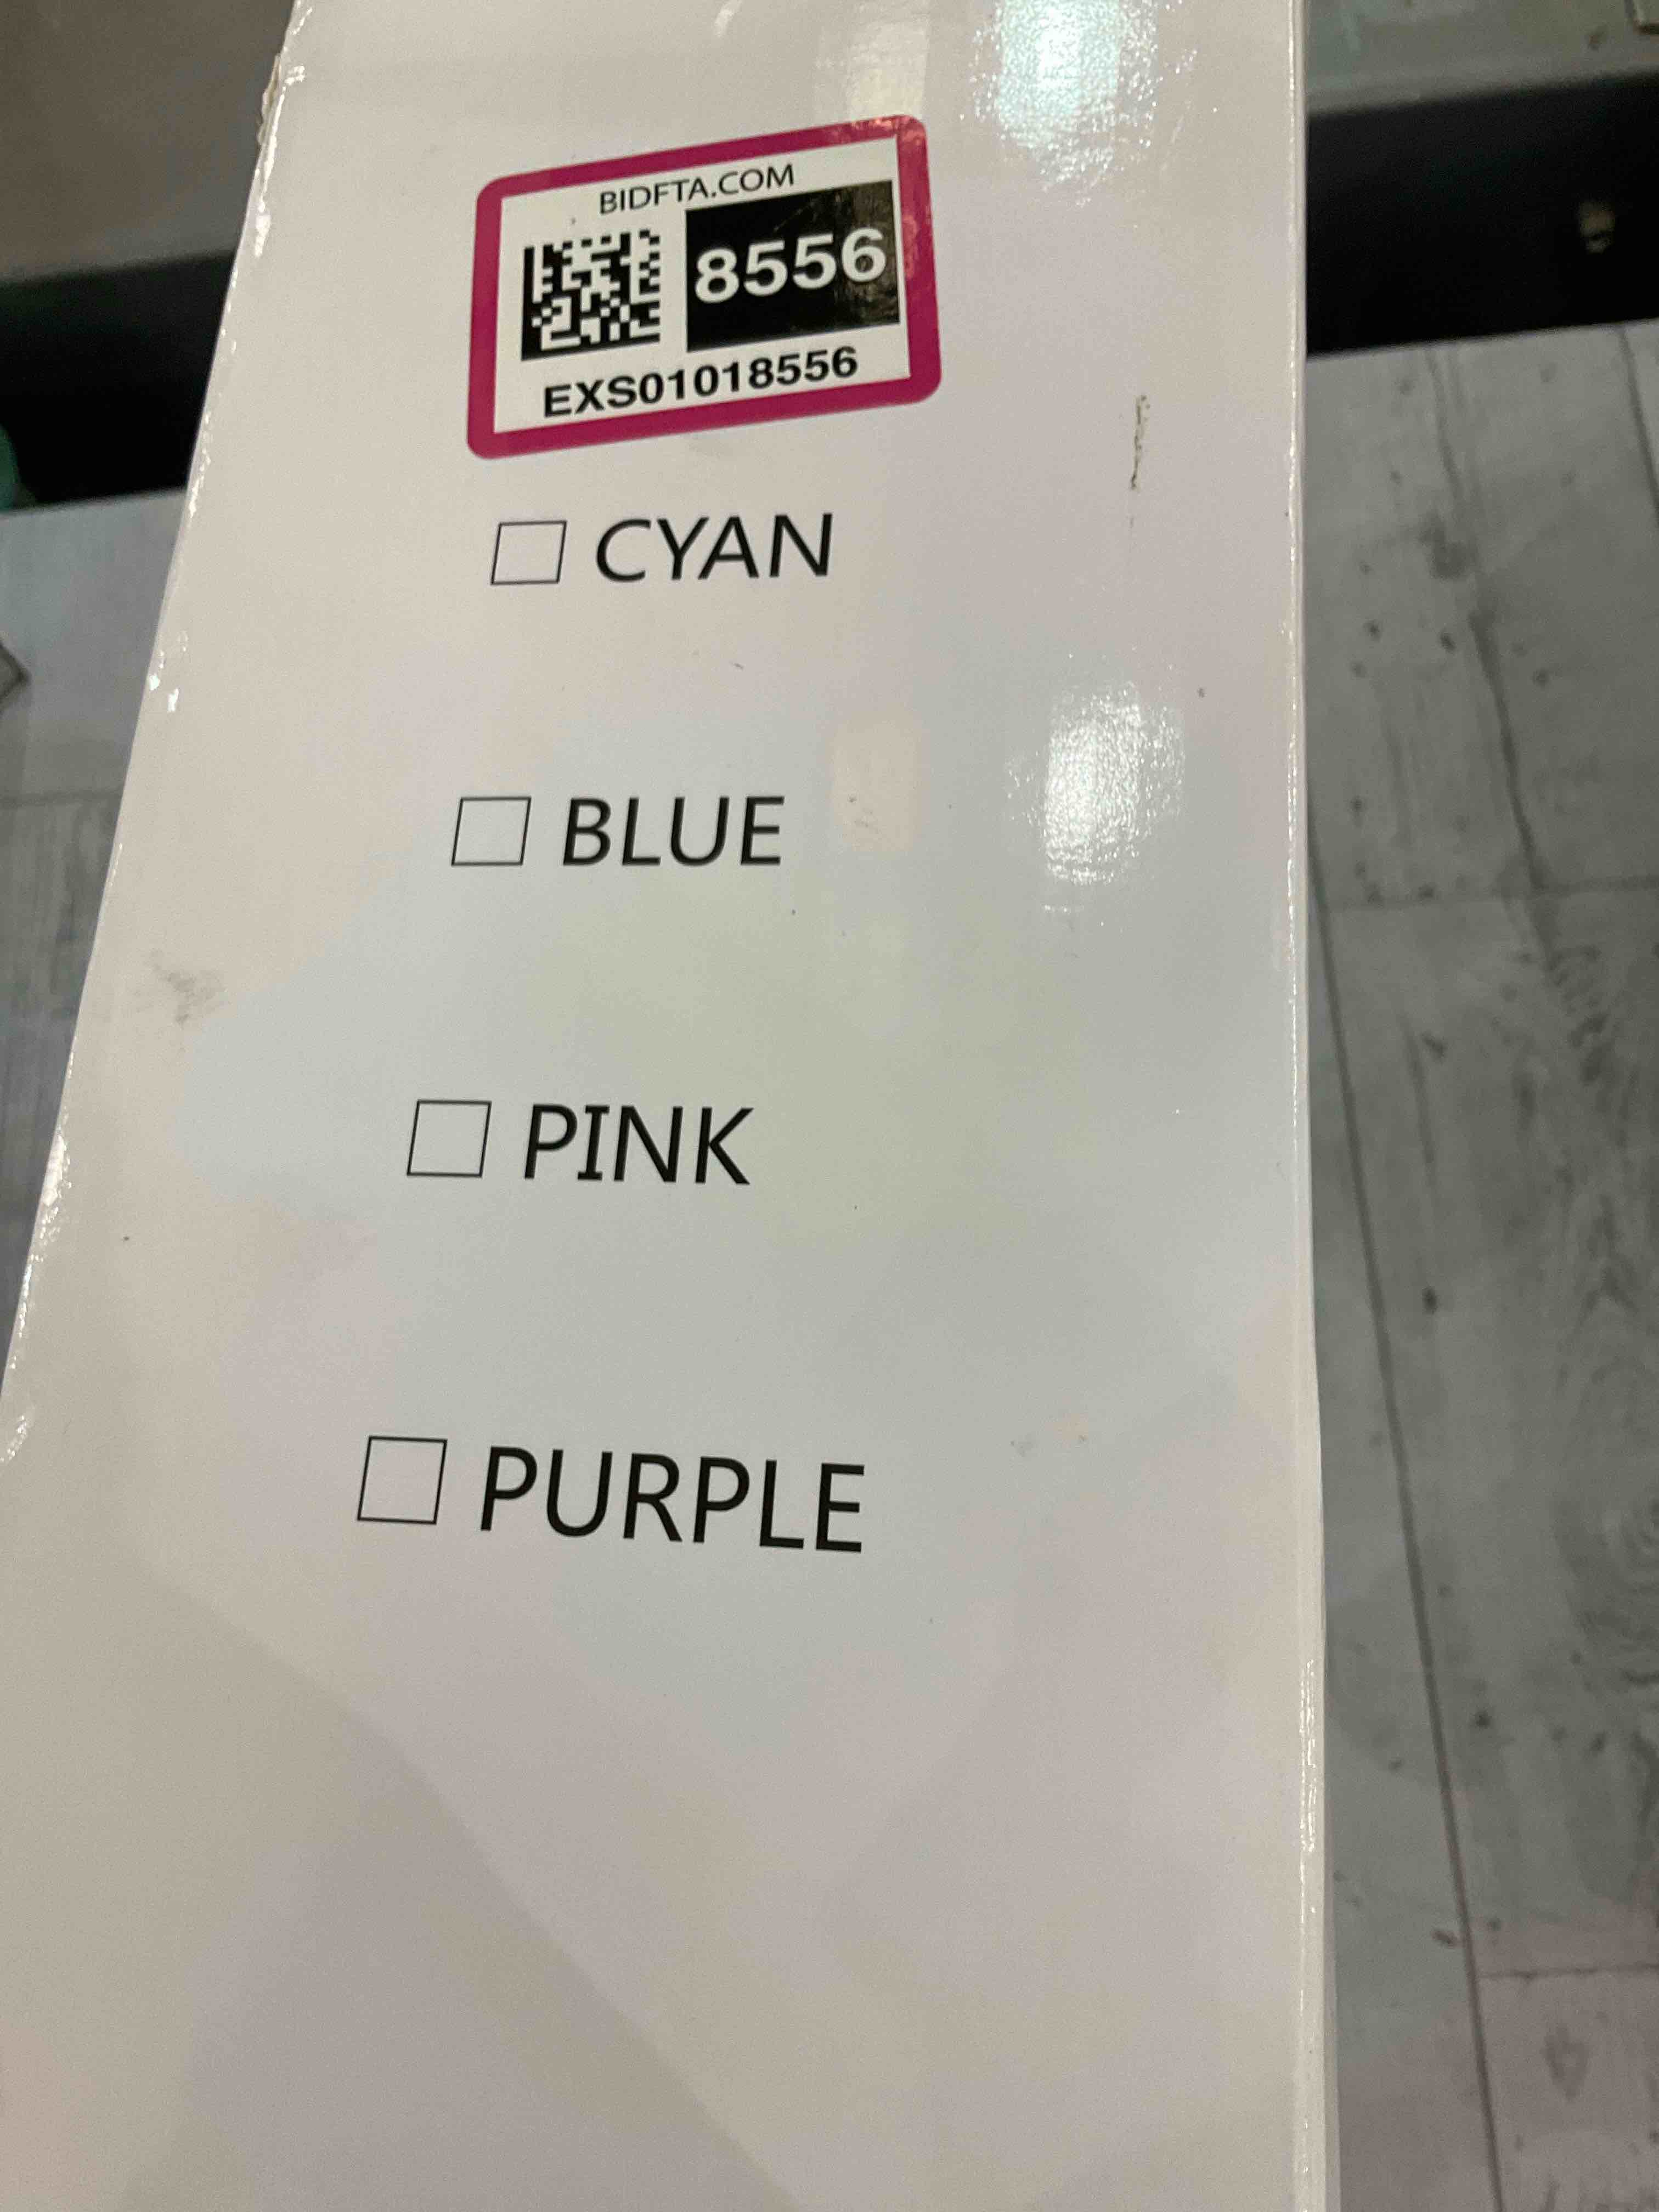 BIDFTA.COM
8556
EXS01018556
CYAN
BLUE
PINK
PURPLE